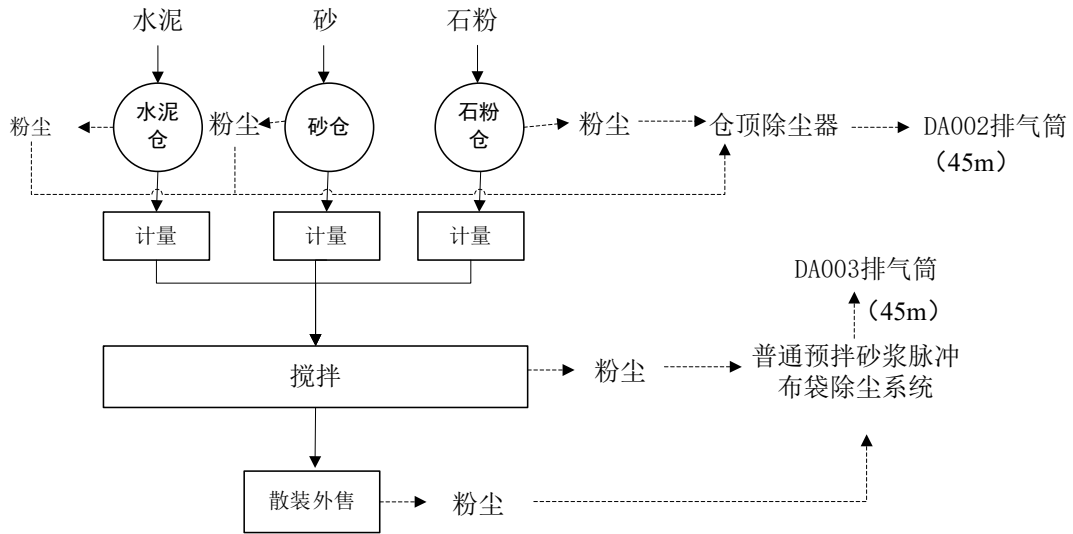 水泥
砂
石粉
水泥
仓
砂仓
石粉
仓
粉尘
粉尘
粉尘
仓顶除尘器
DA002排气筒
（45m）
计量
计量
计量
DA003排气筒
（45m）
搅拌
粉尘
普通预拌砂浆脉冲
布袋除尘系统
散装外售
粉尘